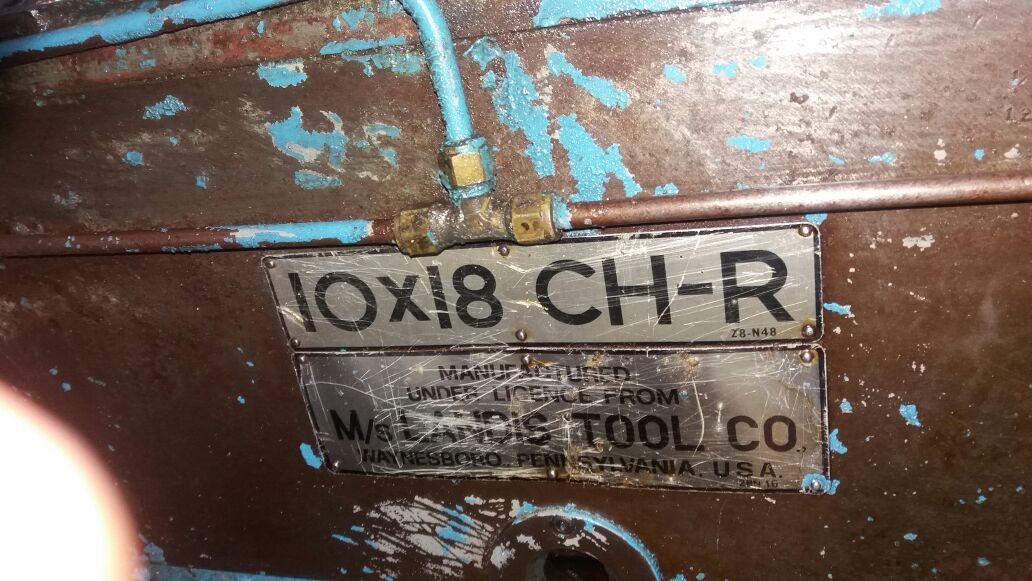 10X18 CH-R
Z8-N48
MANUFACTURED
UNDER LICENCE FROM
M/s LANDIS TOOL. CO.,
WAYNESBORO. PENNSYLVANIA. U.S.A.